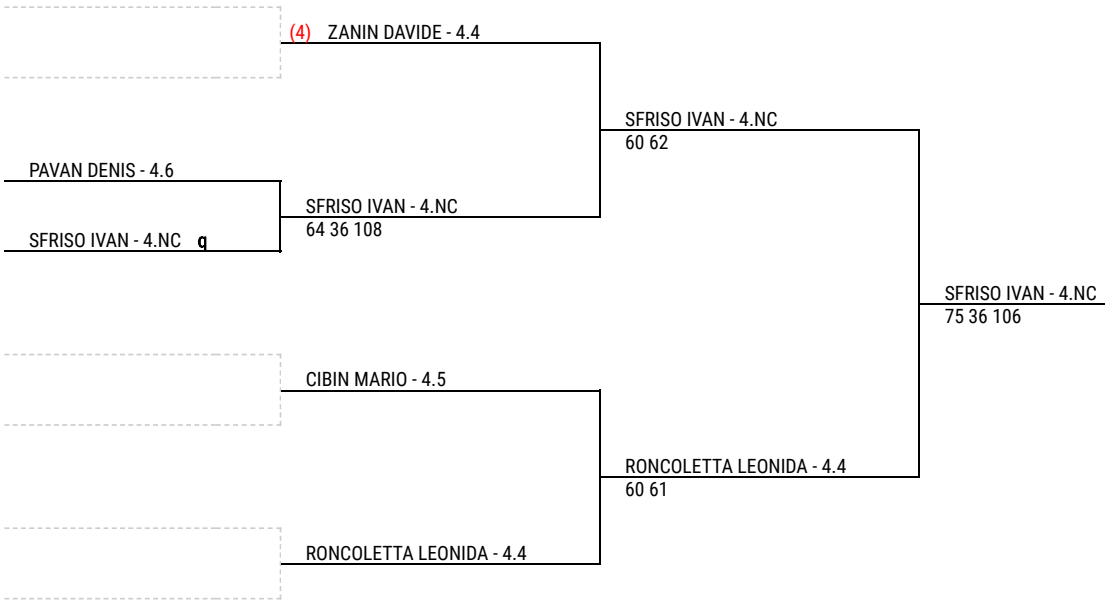 (4) ZANIN DAVIDE - 4.4
SFRISO IVAN - 4.NC
60 62
PAVAN DENIS - 4.6
SFRISO IVAN - 4.NC
64 36 108
SFRISO IVAN - 4.NC q
SFRISO IVAN - 4.NC
75 36 106
CIBIN MARIO - 4.5
RONCOLETTA LEONIDA - 4.4
60 61
RONCOLETTA LEONIDA - 4.4